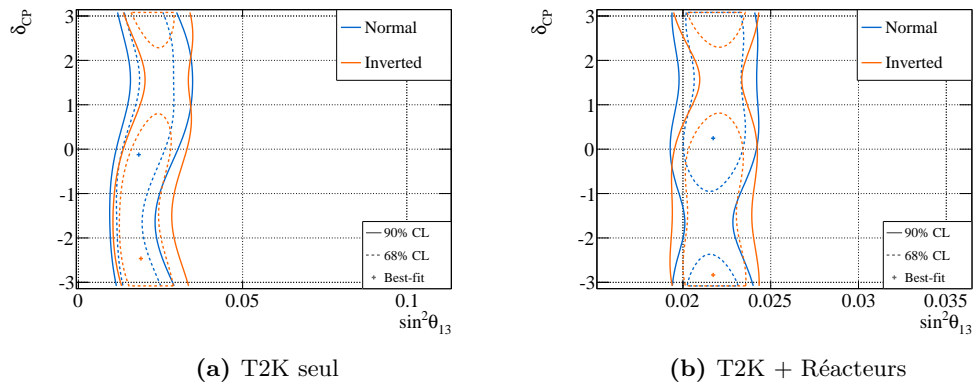 δCP
3
2
1
0
-1
-2
-3
Normal
Inverted
90% CL
68% CL
Best-fit
0
0.05
0.1
sin²θ13
(a) T2K seul
δCP
3
2
1
0
-1
-2
-3
Normal
Inverted
90% CL
68% CL
Best-fit
0.02
0.025
0.03
0.035
sin²θ13
(b) T2K + Réacteurs